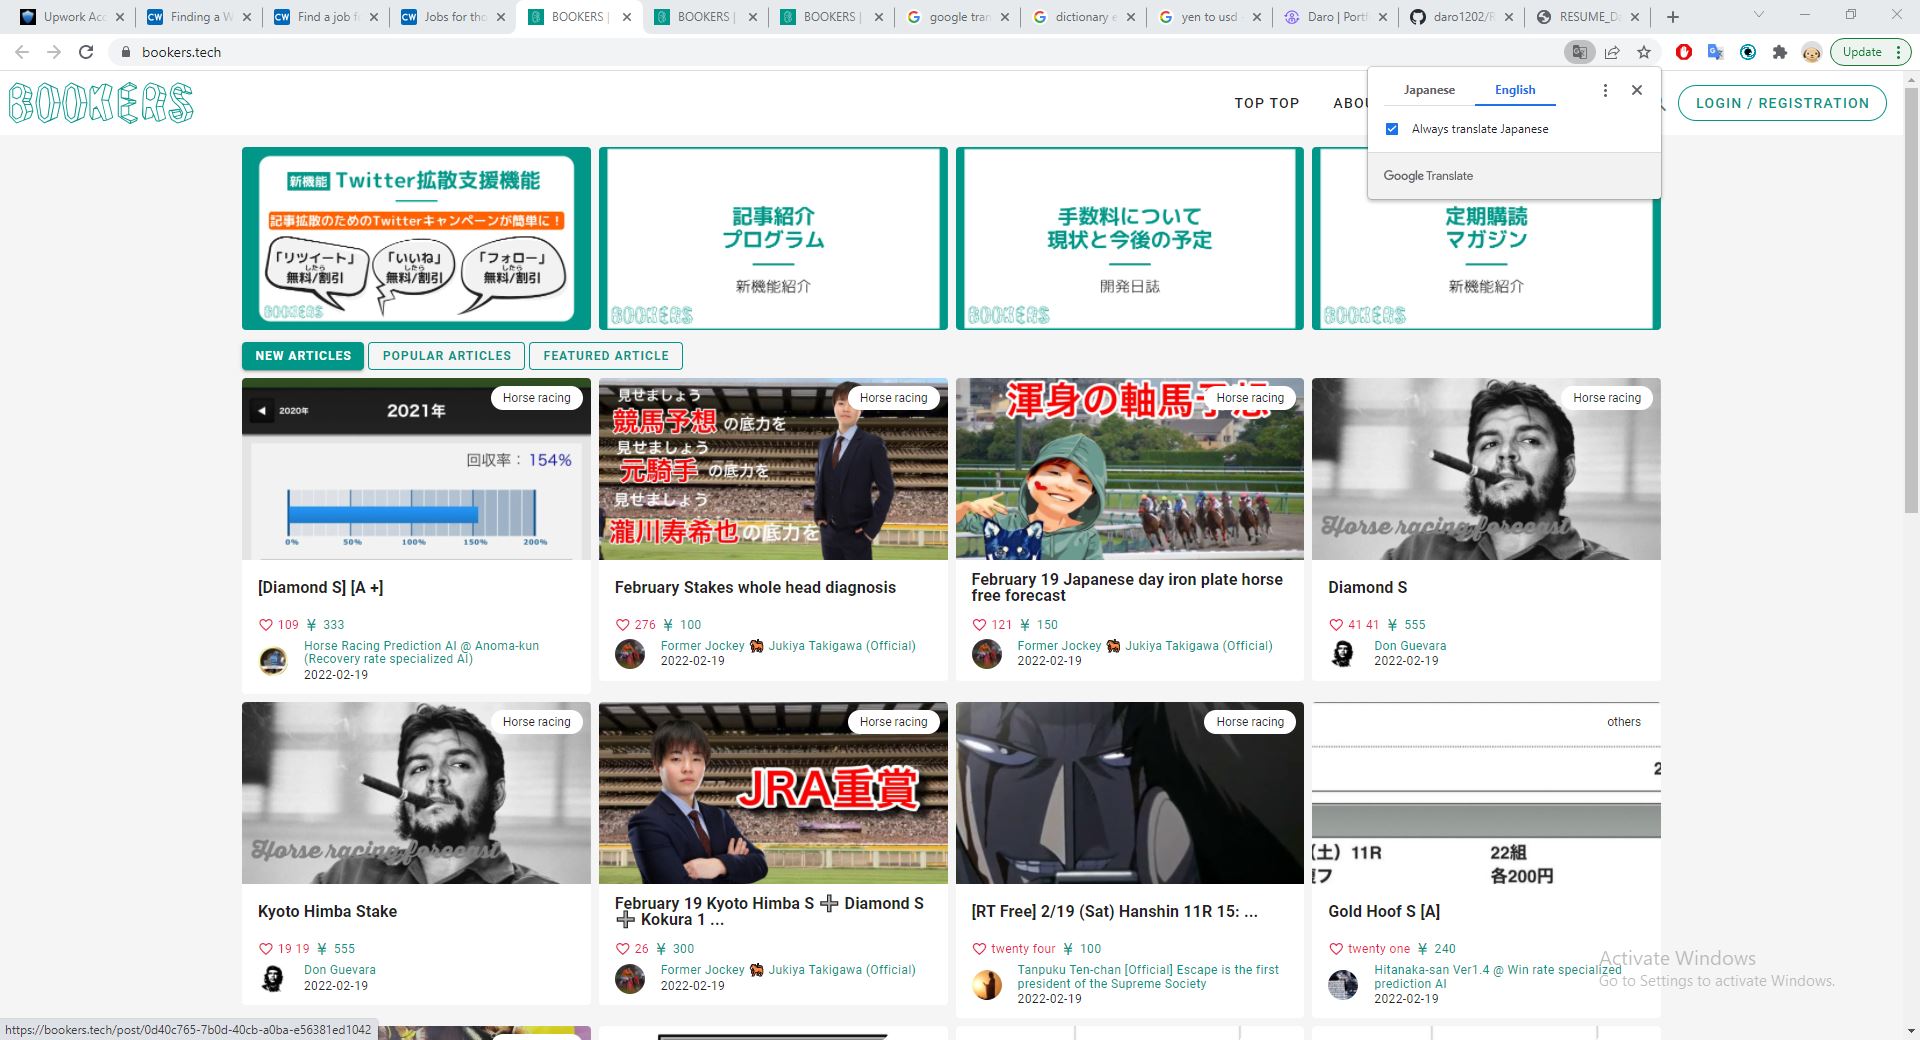 Upwork Acc
Finding a W
Find a job f
Jobs for tho
BOOKERS |
BOOKERS |
BOOKERS |
google tran
dictionary e
yen to usd
Daro | Portf
daro1202/R
RESUME_Da
bookers.tech
Update
BOOKERS
TOP TOP
ABOU
LOGIN / REGISTRATION
Japanese
English
Always translate Japanese
Google Translate
新機能 Twitter拡散支援機能
記事拡散のためのTwitterキャンペーンが簡単に！
「リツイート」
したら
無料/割引
「いいね」
したら
無料/割引
「フォロー」
したら
無料/割引
BOOKERS
記事紹介
プログラム
新機能紹介
BOOKERS
手数料について
現状と今後の予定
開発日誌
BOOKERS
定期購読
マガジン
新機能紹介
BOOKERS
NEW ARTICLES
POPULAR ARTICLES
FEATURED ARTICLE
Horse racing
2020年
2021年
回収率： 154%
0% 50% 100% 150% 200%
[Diamond S] [A +]
109 ¥ 333
Horse Racing Prediction AI @ Anoma-kun
(Recovery rate specialized AI)
2022-02-19
Horse racing
見せましょう
競馬予想 の底力を
見せましょう
元騎手 の底力を
見せましょう
瀧川寿希也の底力を
February Stakes whole head diagnosis
276 ¥ 100
Former Jockey Jukiya Takigawa (Official)
2022-02-19
渾身の軸馬予想
Horse racing
February 19 Japanese day iron plate horse
free forecast
121 ¥ 150
Former Jockey Jukiya Takigawa (Official)
2022-02-19
Horse racing
Horse racing forecast
Diamond S
41 41 ¥ 555
Don Guevara
2022-02-19
Horse racing
Horse racing forecast
Kyoto Himba Stake
19 19 ¥ 555
Don Guevara
2022-02-19
Horse racing
JRA重賞
February 19 Kyoto Himba S ➕ Diamond S
➕ Kokura 1 ...
26 ¥ 300
Former Jockey Jukiya Takigawa (Official)
2022-02-19
Horse racing
[RT Free] 2/19 (Sat) Hanshin 11R 15: ...
twenty four ¥ 100
Tanpuku Ten-chan [Official] Escape is the first
president of the Supreme Society
2022-02-19
others
2
(土) 11R 22組
複フ 各200円
Gold Hoof S [A]
twenty one ¥ 240
Hitanaka-san Ver1.4 @ Win rate specialized
prediction AI
2022-02-19
Activate Windows
Go to Settings to activate Windows.
https://bookers.tech/post/0d40c765-7b0d-40cb-a0ba-e56381ed1042